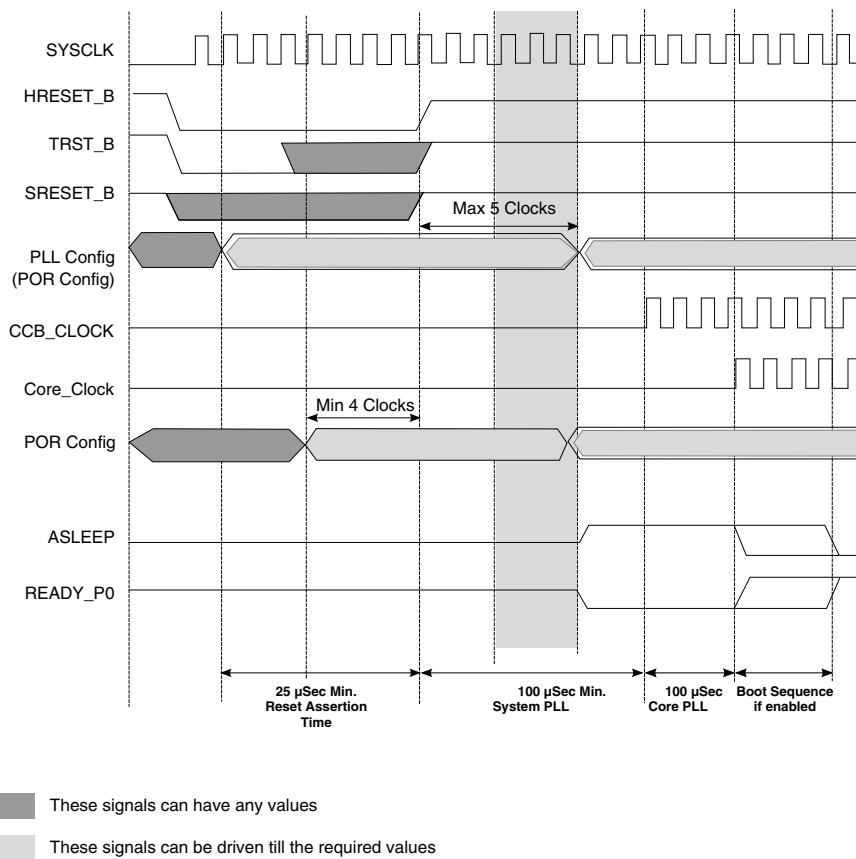 SYSCLK
HRESET_B
TRST_B
SRESET_B
Max 5 Clocks
PLL Config
(POR Config)
CCB_CLOCK
Core_Clock
Min 4 Clocks
POR Config
ASLEEP
READY_P0
25 µSec Min.
Reset Assertion
Time
100 µSec Min.
System PLL
100 µSec
Core PLL
Boot Sequence
if enabled
These signals can have any values
These signals can be driven till the required values